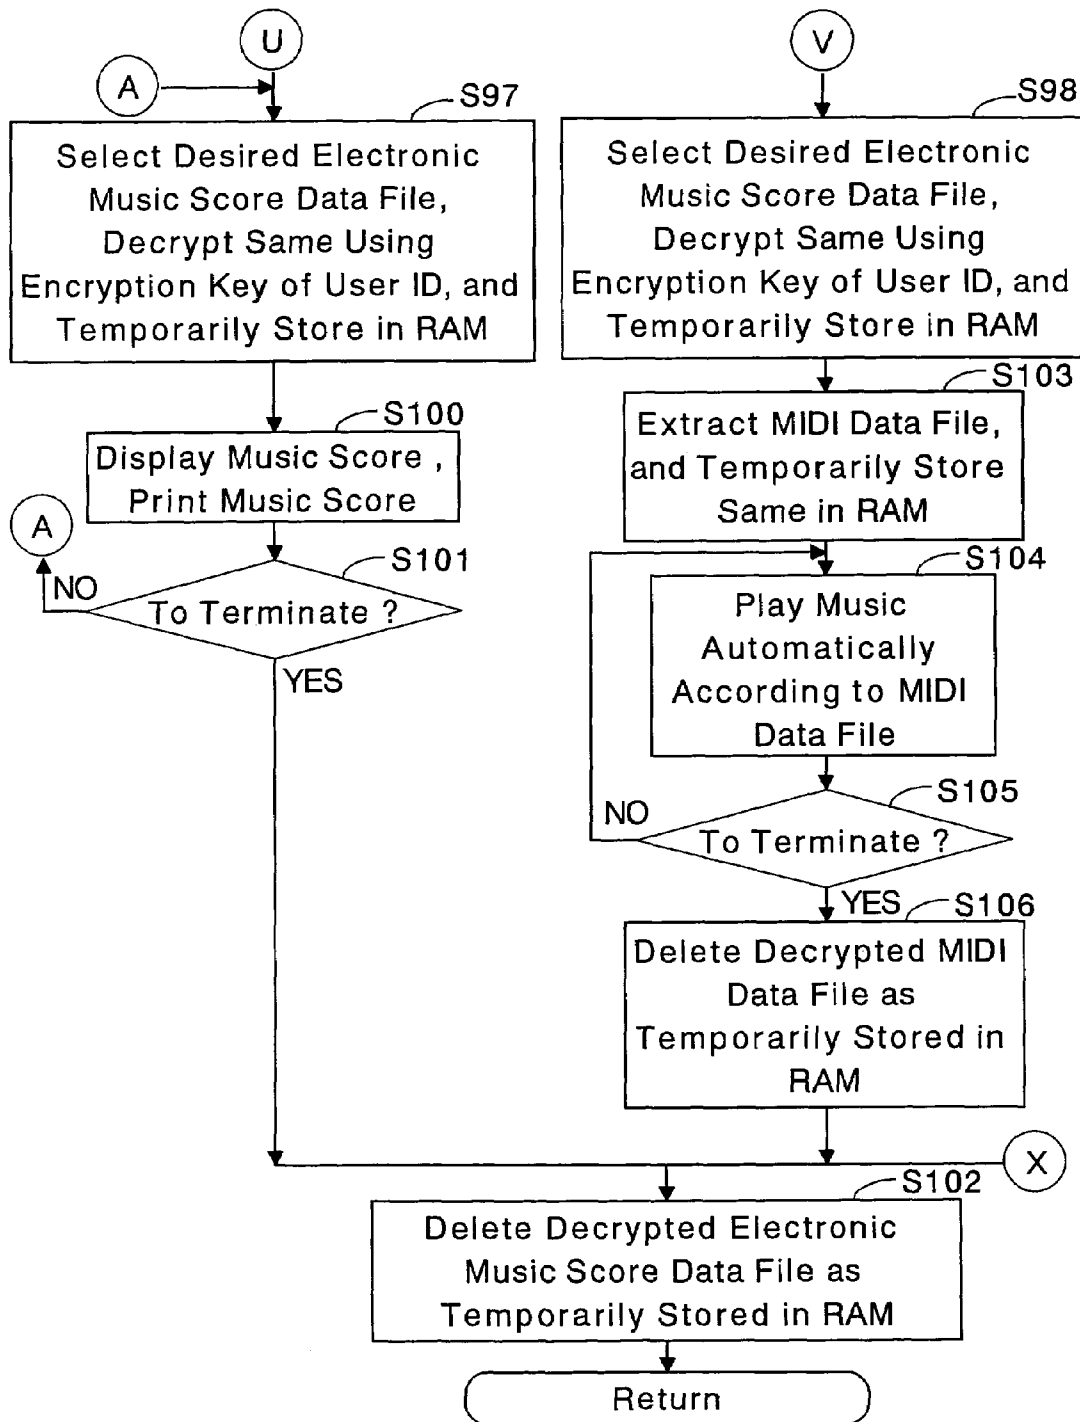 U
A
S97
Select Desired Electronic
Music Score Data File,
Decrypt Same Using
Encryption Key of User ID, and
Temporarily Store in RAM
S100
Display Music Score ,
Print Music Score
A
S101
NO
To Terminate ?
YES
V
S98
Select Desired Electronic
Music Score Data File,
Decrypt Same Using
Encryption Key of User ID, and
Temporarily Store in RAM
S103
Extract MIDI Data File,
and Temporarily Store
Same in RAM
S104
Play Music
Automatically
According to MIDI
Data File
S105
NO
To Terminate ?
YES
S106
Delete Decrypted MIDI
Data File as
Temporarily Stored in
RAM
X
S102
Delete Decrypted Electronic
Music Score Data File as
Temporarily Stored in RAM
Return